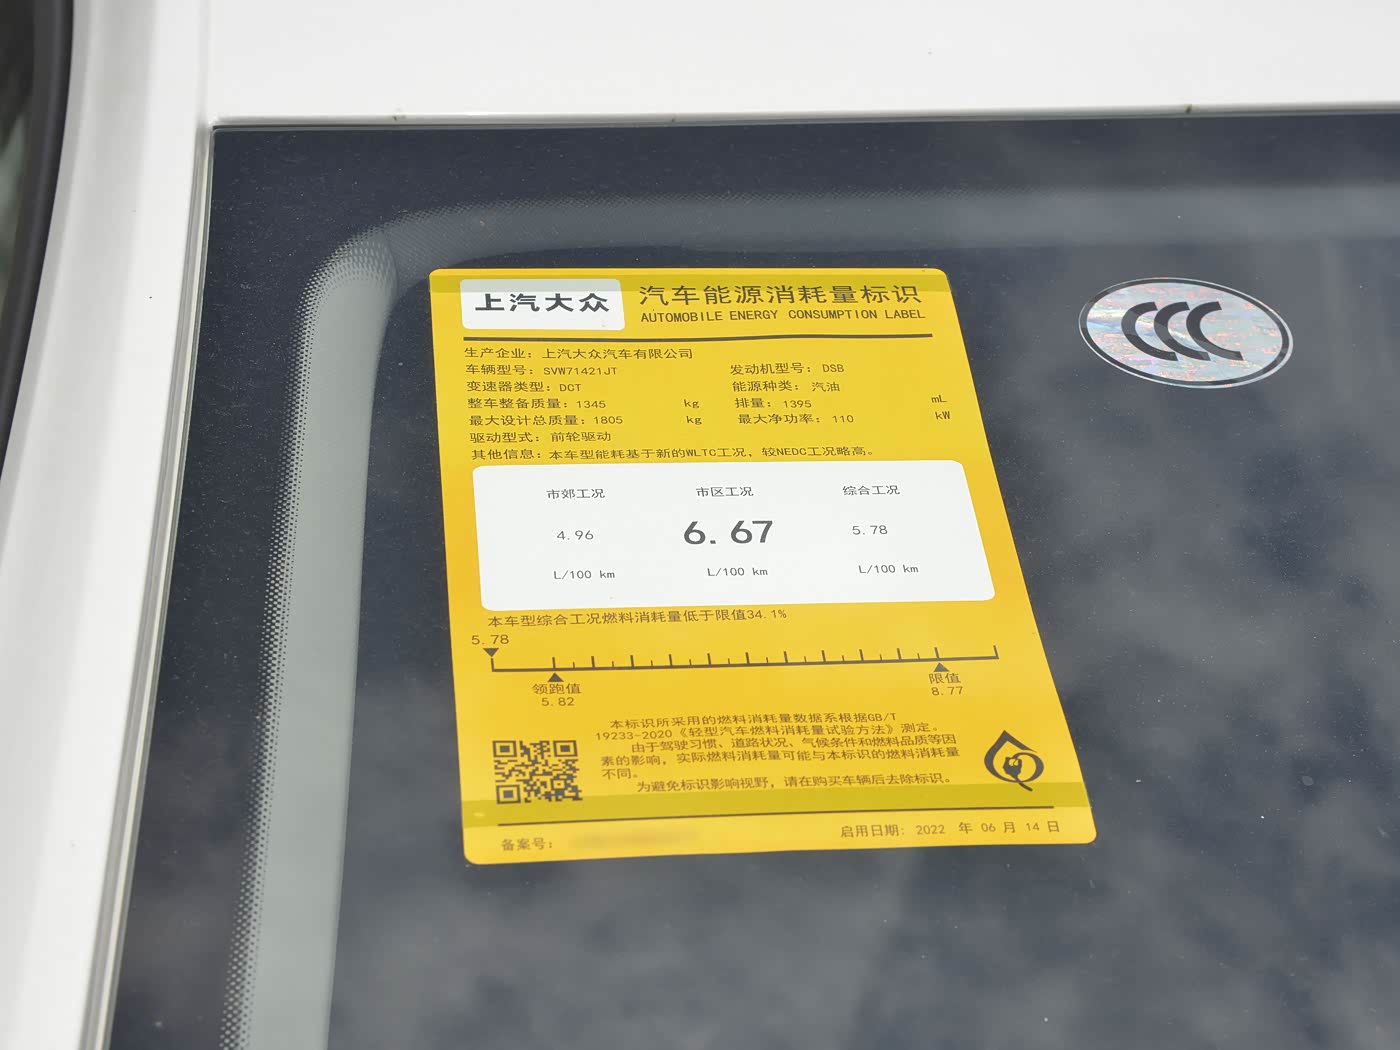 上汽大众
汽车能源消耗量标识
AUTOMOBILE ENERGY CONSUMPTION LABEL
生产企业：上汽大众汽车有限公司
车辆型号：SVW71421JT 发动机型号：DSB
变速器类型：DCT 能源种类：汽油
整车整备质量：1345 kg 排量：1395 mL
最大设计总质量：1805 kg 最大净功率：110 kW
驱动型式：前轮驱动
其他信息：本车型能耗基于新的WLTC工况，较NEDC工况略高。
市郊工况 市区工况 综合工况
4.96 6.67 5.78
L/100 km L/100 km L/100 km
本车型综合工况燃料消耗量低于限值34.1%
5.78
领跑值 限值
5.82 8.77
本标识所采用的燃料消耗量数据系根据GB/T
19233-2020《轻型汽车燃料消耗量试验方法》测定。
由于驾驶习惯、道路状况、气候条件和燃料品质等因
素的影响，实际燃料消耗量可能与本标识的燃料消耗量
不同。
为避免标识影响视野，请在购买车辆后去除标识。
备案号： 启用日期：2022 年 06 月 14 日
CCC